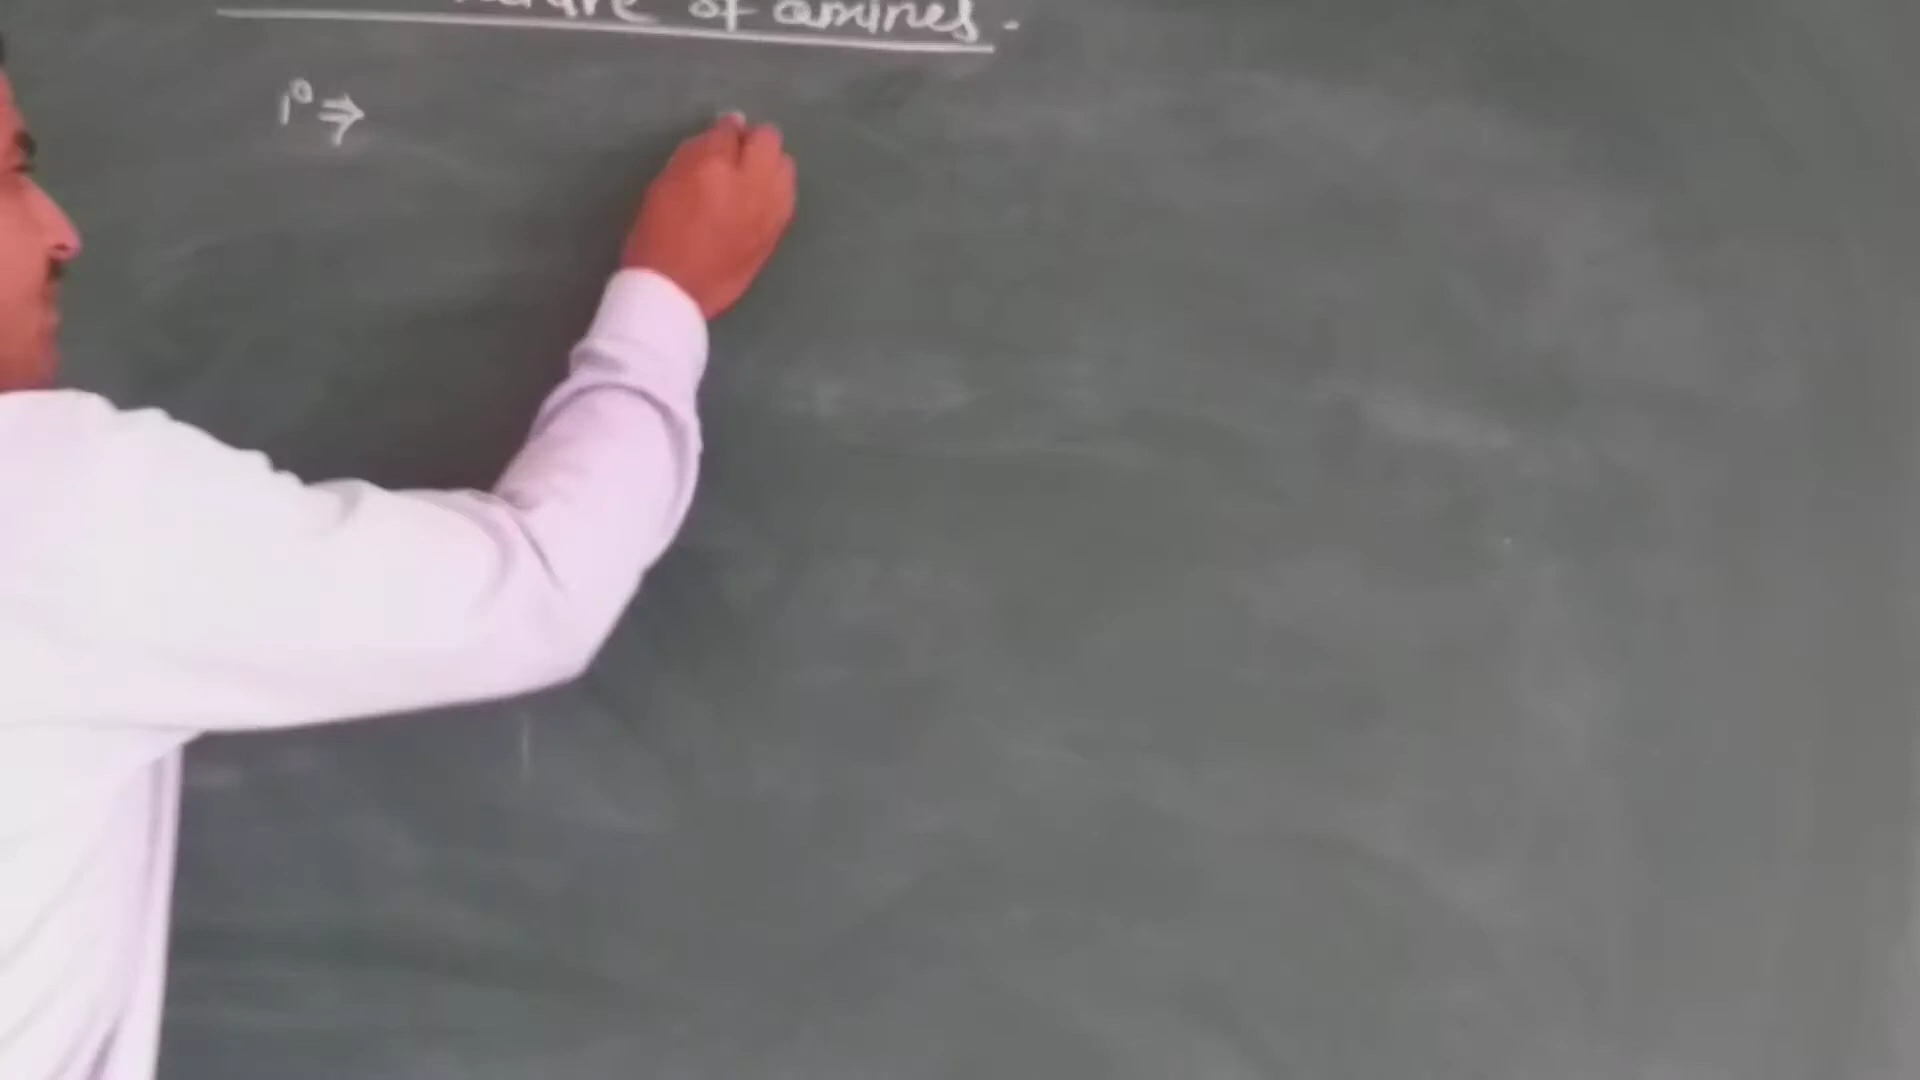 of amines.
1° ⇒